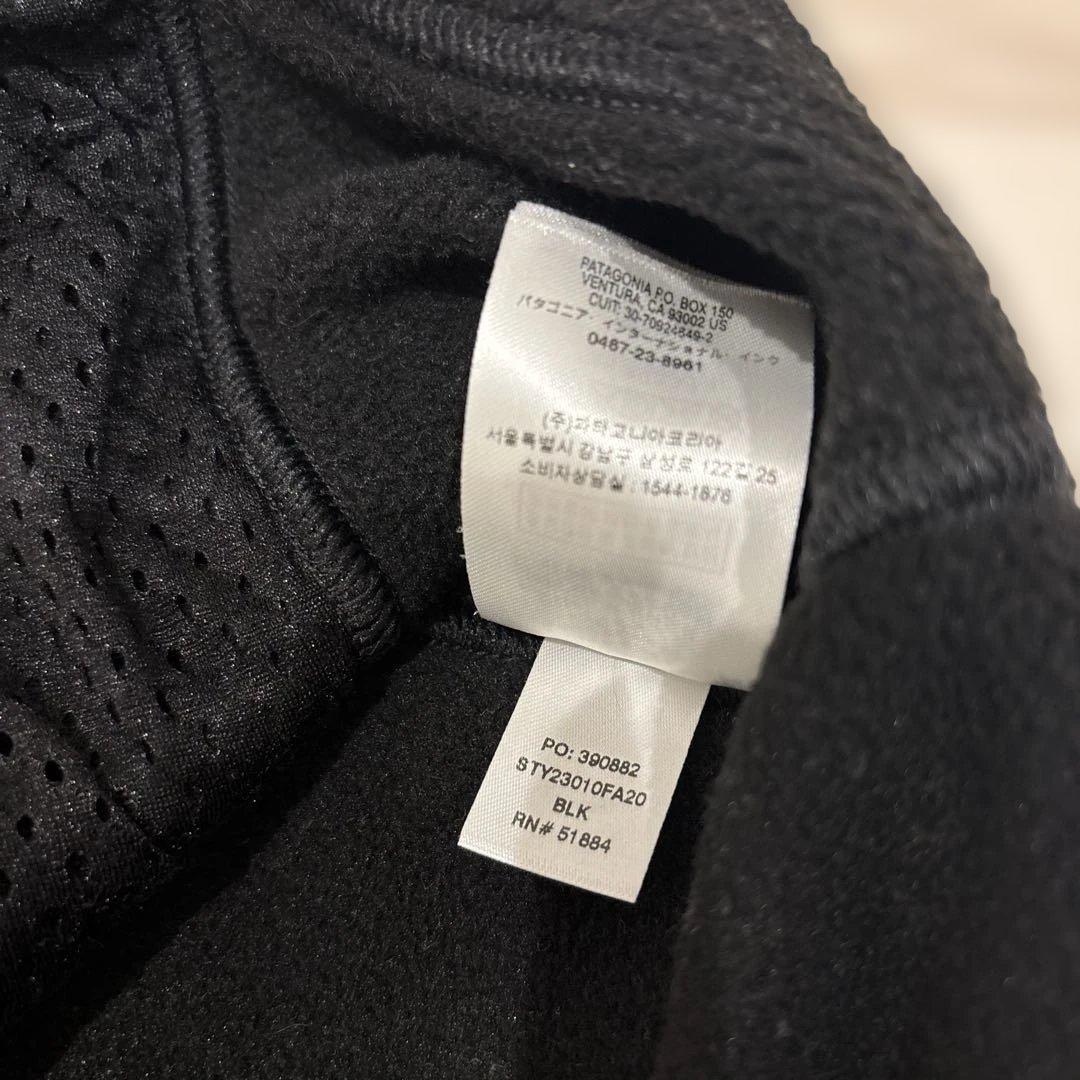 PATAGONIA P.O. BOX 150
VENTURA, CA 93002 US
CUIT: 30-70924849-2
パタゴニア・インターナショナル・インク
0467-23-8961
(주)파타고니아코리아
서울특별시 강남구 삼성로 122길 25
소비자상담실 : 1544-1876
PO: 390882
STY23010FA20
BLK
RN# 51884